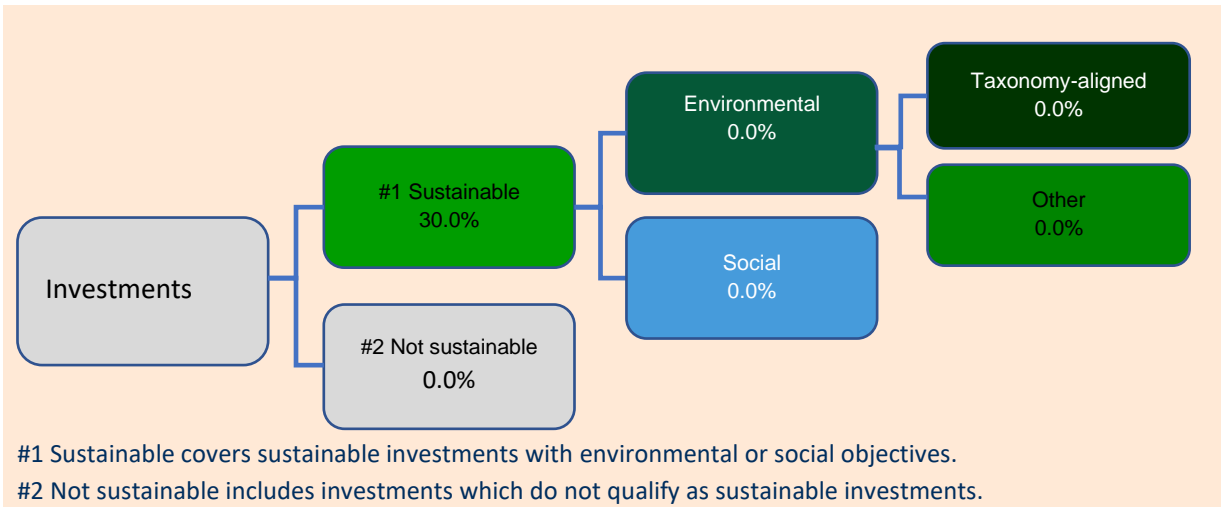 Investments
#1 Sustainable
30.0%
#2 Not sustainable
0.0%
Environmental
0.0%
Social
0.0%
Taxonomy-aligned
0.0%
Other
0.0%
#1 Sustainable covers sustainable investments with environmental or social objectives.
#2 Not sustainable includes investments which do not qualify as sustainable investments.